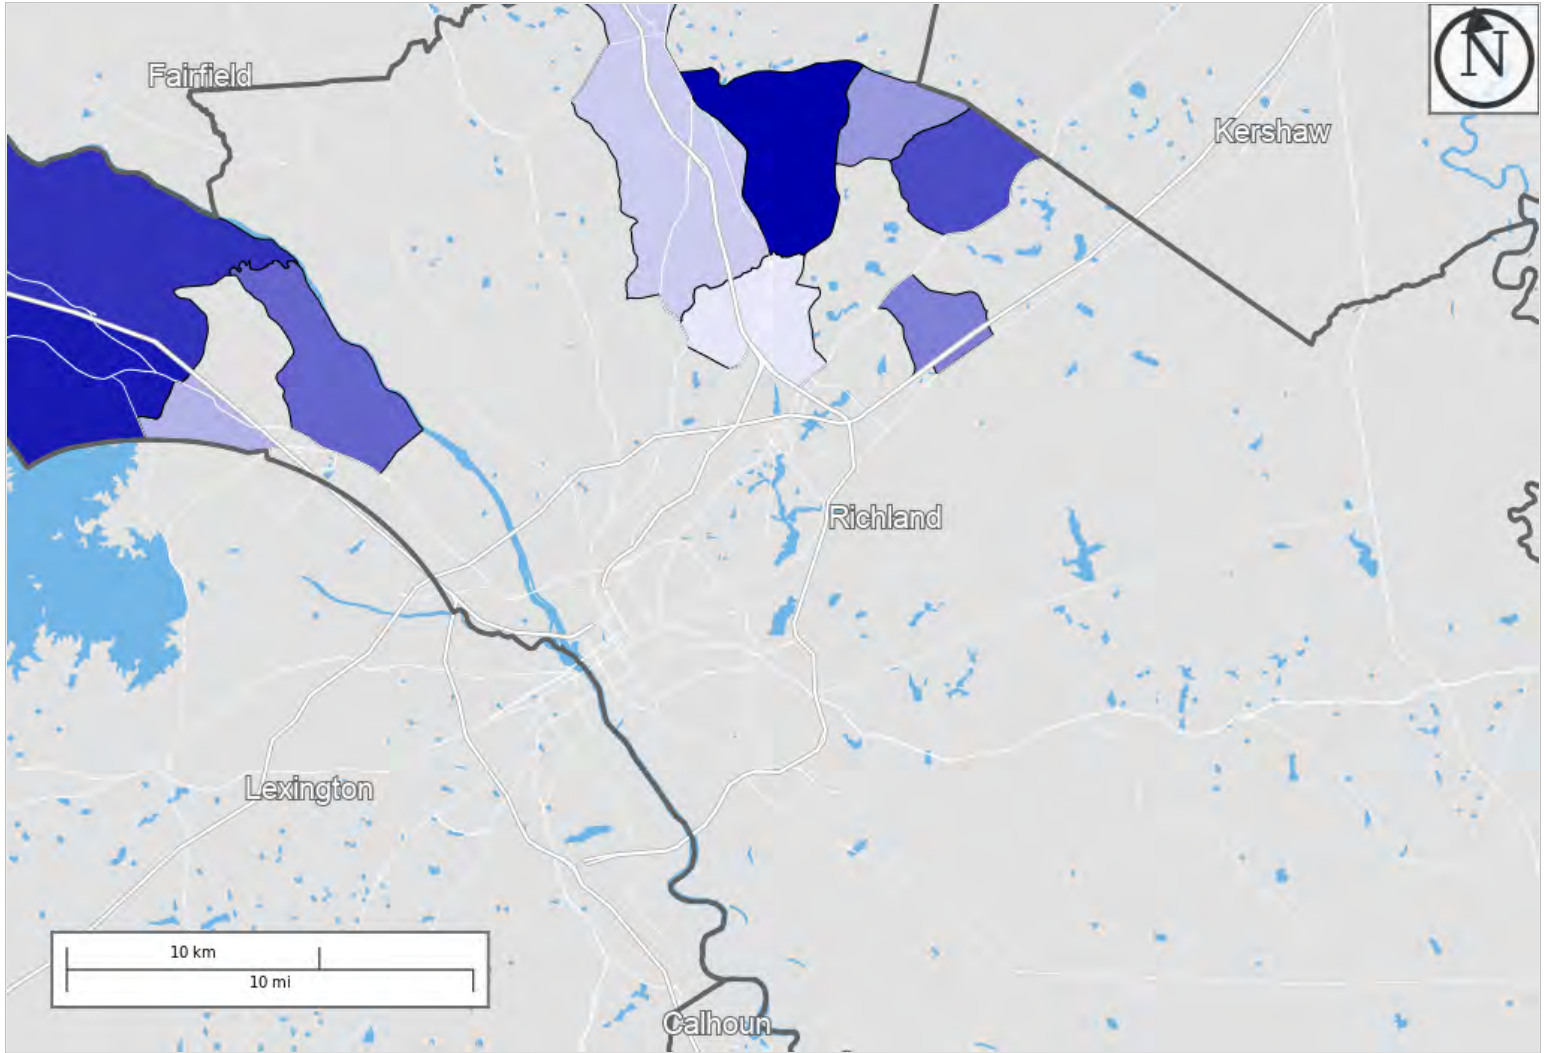 N
Fairfield
Kershaw
Richland
Lexington
10 km
10 mi
Calhoun